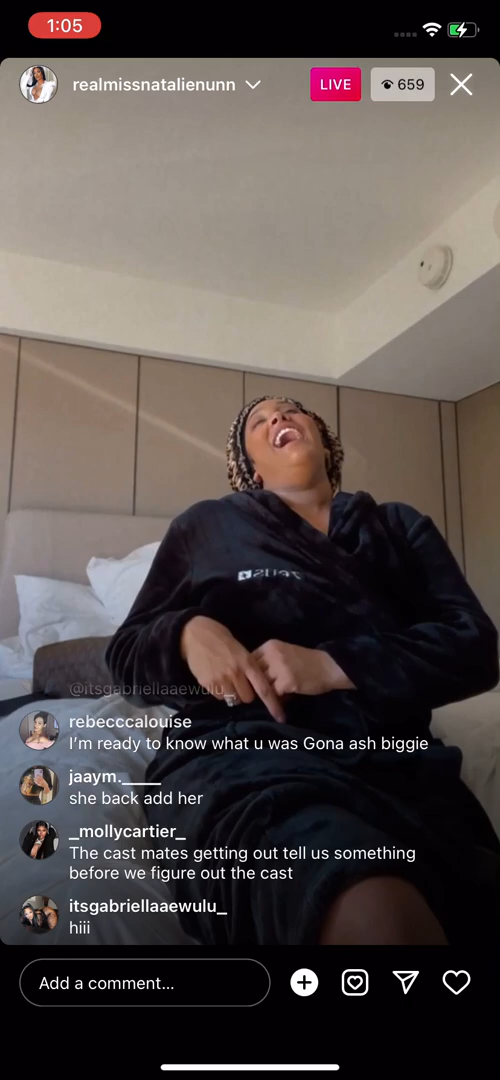 1:05
realmissnatalienunn
LIVE
659
ZEUS
@itsgabriellaaewulu_
rebecccalouise
I'm ready to know what u was Gona ash biggie
jaaym._____
she back add her
_mollycartier_
The cast mates getting out tell us something
before we figure out the cast
itsgabriellaaewulu_
hiii
Add a comment...